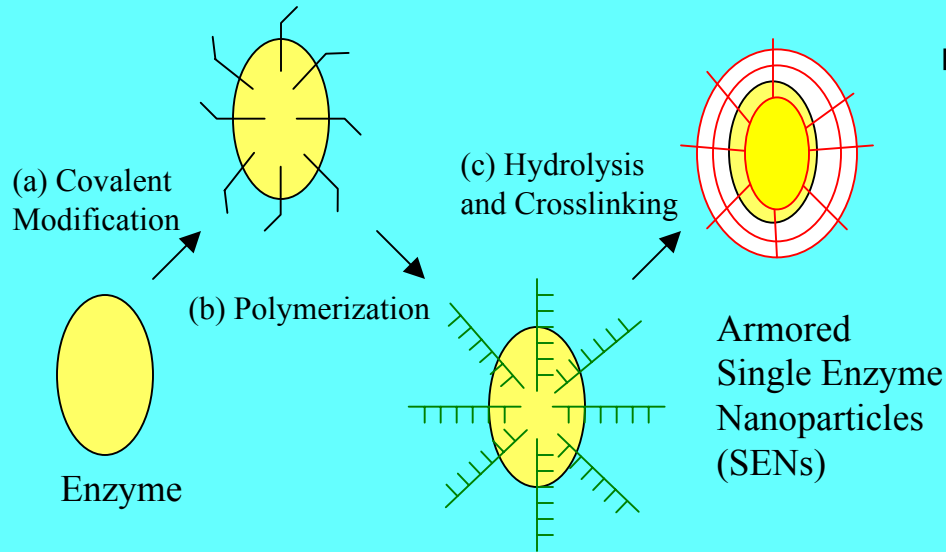 (a) Covalent
Modification
Enzyme
(b) Polymerization
(c) Hydrolysis
and Crosslinking
Armored
Single Enzyme
Nanoparticles
(SENs)